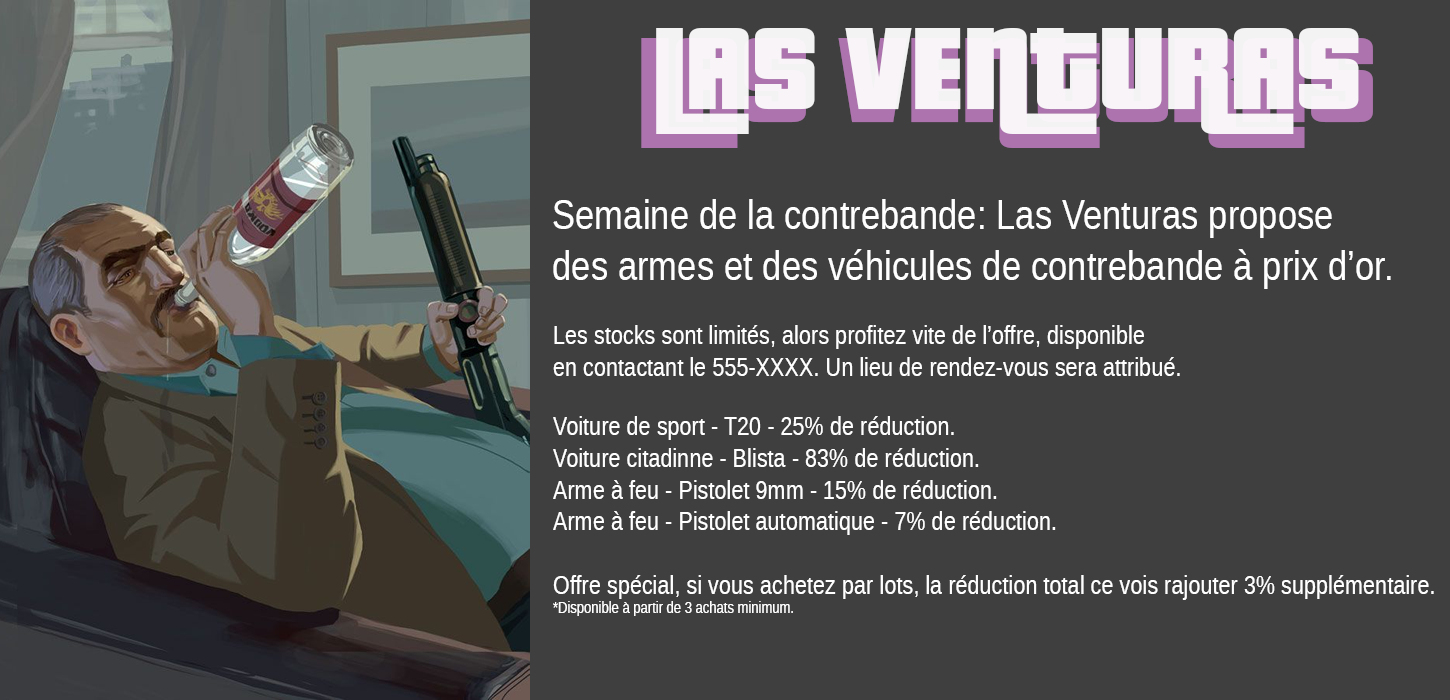 LAS VENTURAS
VODKA
Semaine de la contrebande: Las Venturas propose
des armes et des véhicules de contrebande à prix d’or.
Les stocks sont limités, alors profitez vite de l’offre, disponible
en contactant le 555-XXXX. Un lieu de rendez-vous sera attribué.
Voiture de sport - T20 - 25% de réduction.
Voiture citadinne - Blista - 83% de réduction.
Arme à feu - Pistolet 9mm - 15% de réduction.
Arme à feu - Pistolet automatique - 7% de réduction.
Offre spécial, si vous achetez par lots, la réduction total ce vois rajouter 3% supplémentaire.
*Disponible à partir de 3 achats minimum.